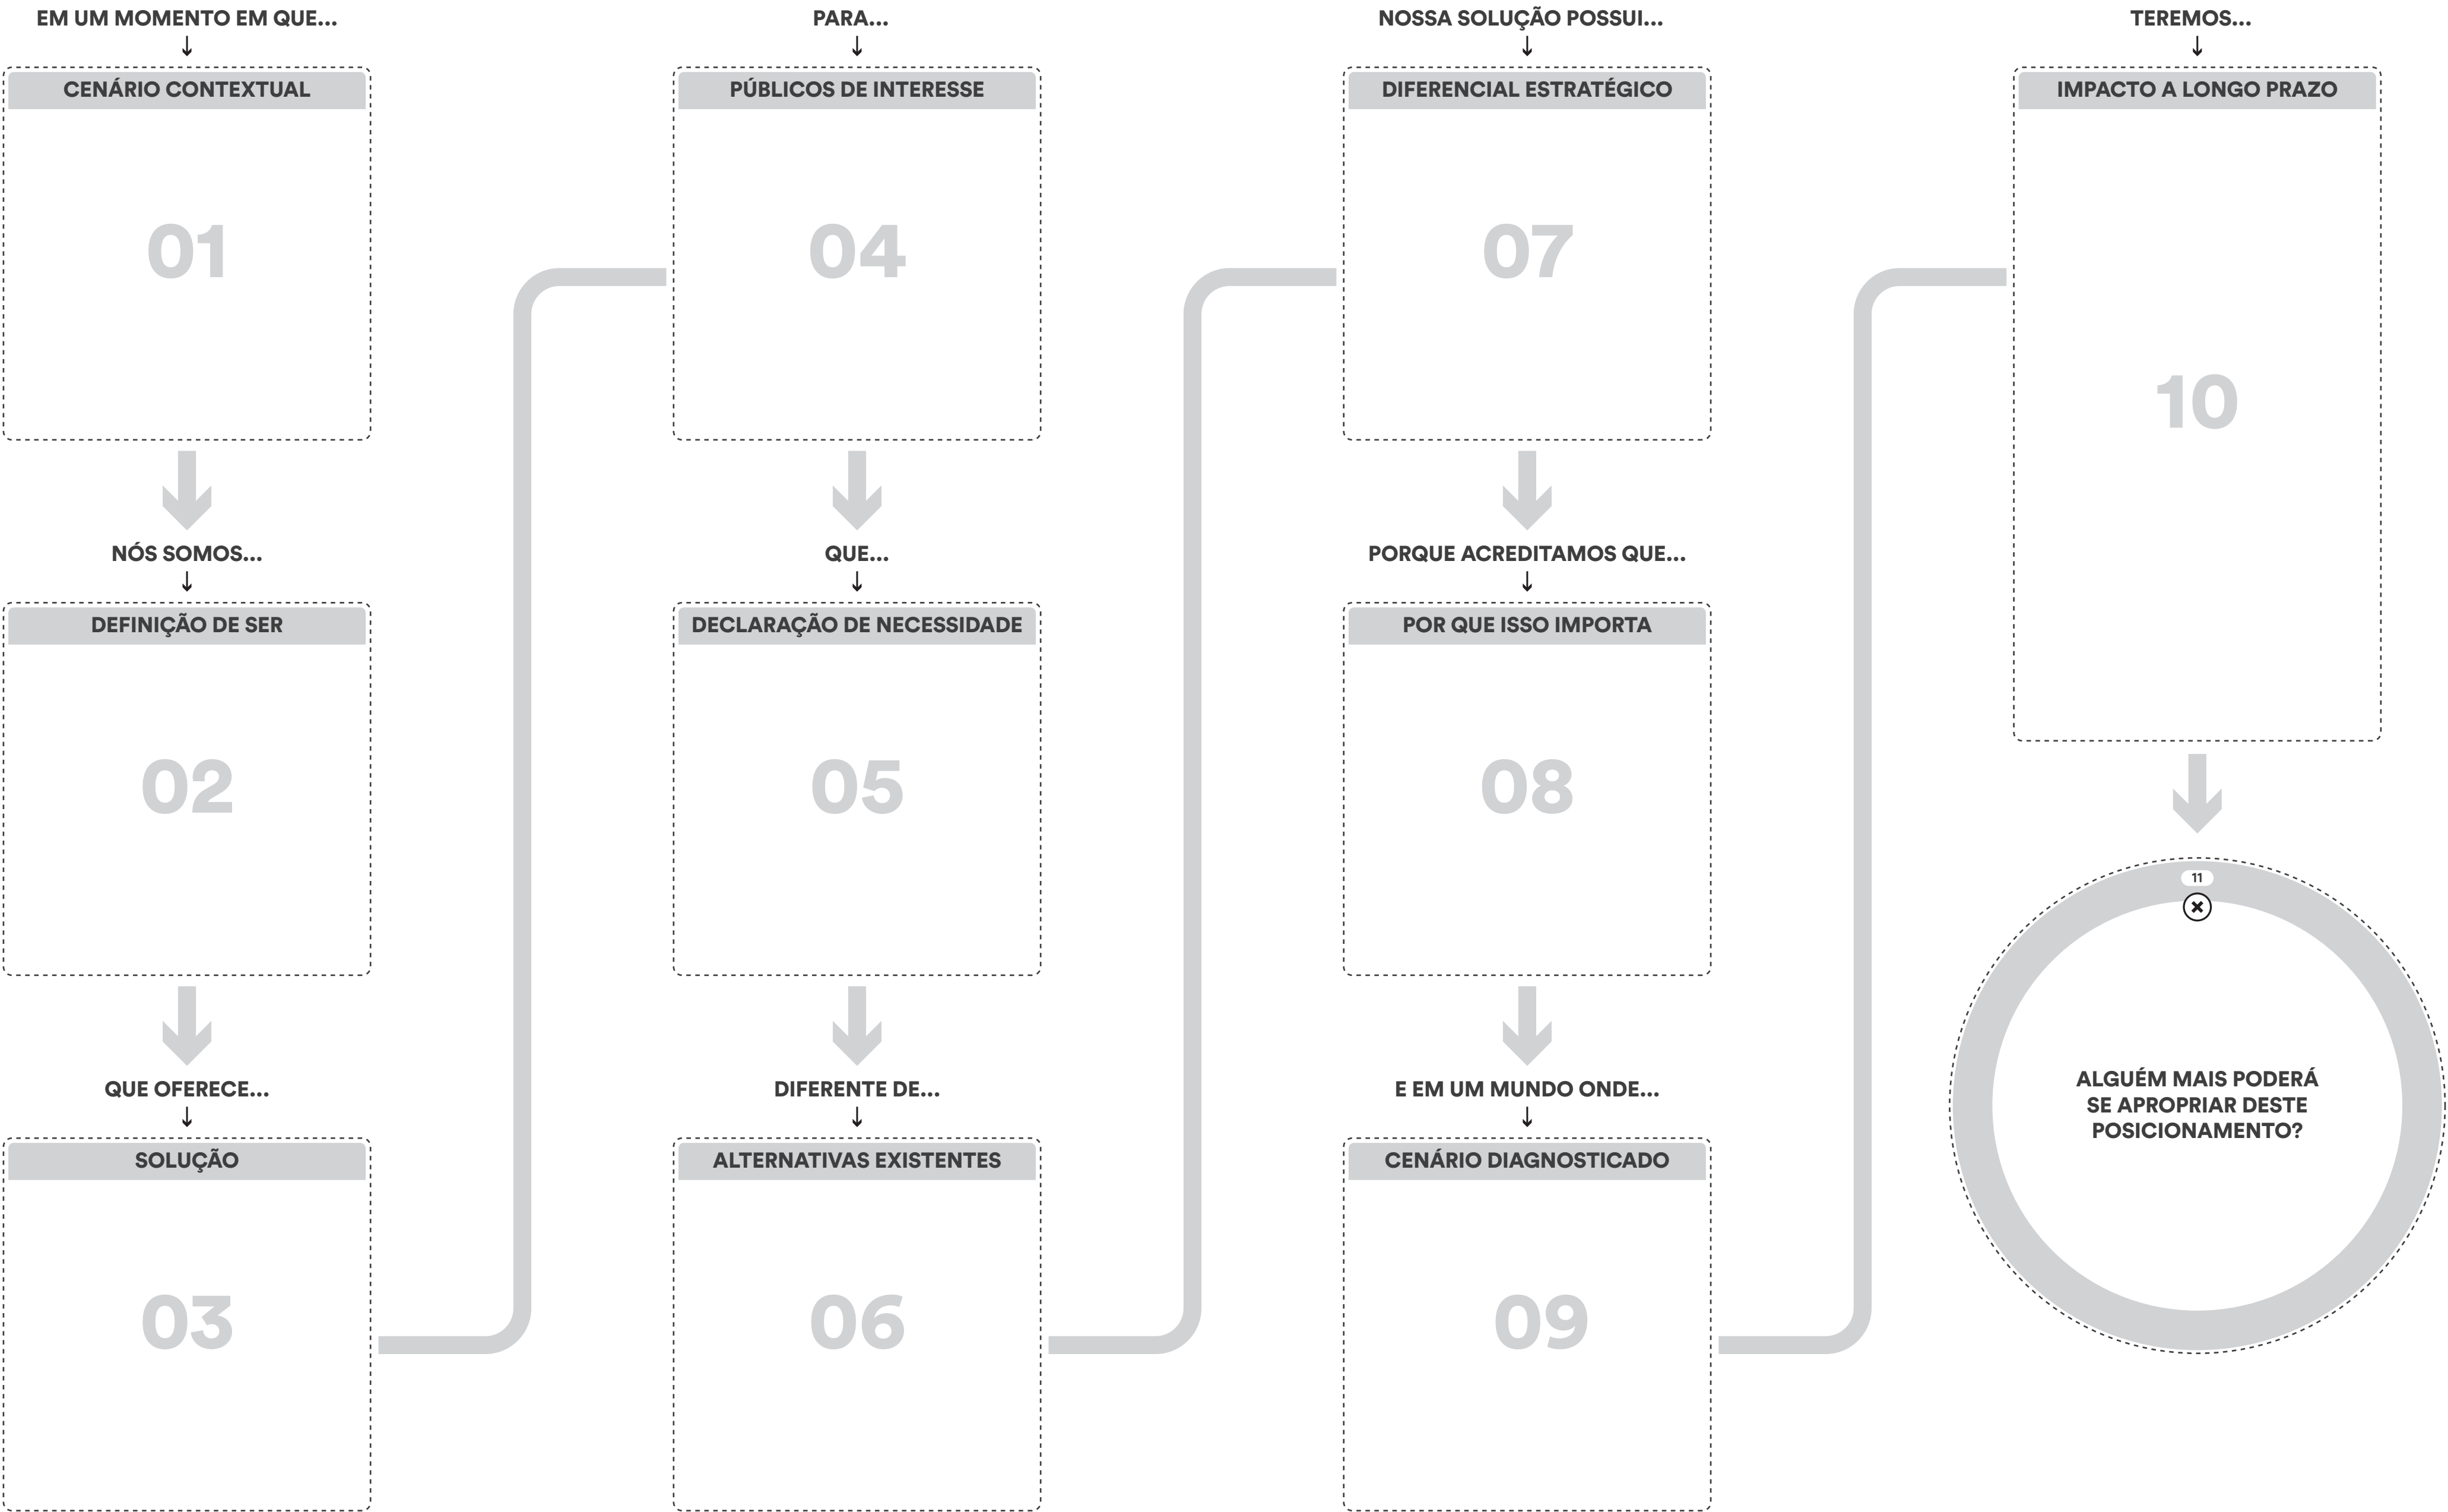 EM UM MOMENTO EM QUE...
CENÁRIO CONTEXTUAL
01
NÓS SOMOS...
DEFINIÇÃO DE SER
02
QUE OFERECE...
SOLUÇÃO
03
PARA...
PÚBLICOS DE INTERESSE
04
QUE...
DECLARAÇÃO DE NECESSIDADE
05
DIFERENTE DE...
ALTERNATIVAS EXISTENTES
06
NOSSA SOLUÇÃO POSSUI...
DIFERENCIAL ESTRATÉGICO
07
PORQUE ACREDITAMOS QUE...
POR QUE ISSO IMPORTA
08
E EM UM MUNDO ONDE...
CENÁRIO DIAGNOSTICADO
09
TEREMOS...
IMPACTO A LONGO PRAZO
10
11
ALGUÉM MAIS PODERÁ
SE APROPRIAR DESTE
POSICIONAMENTO?